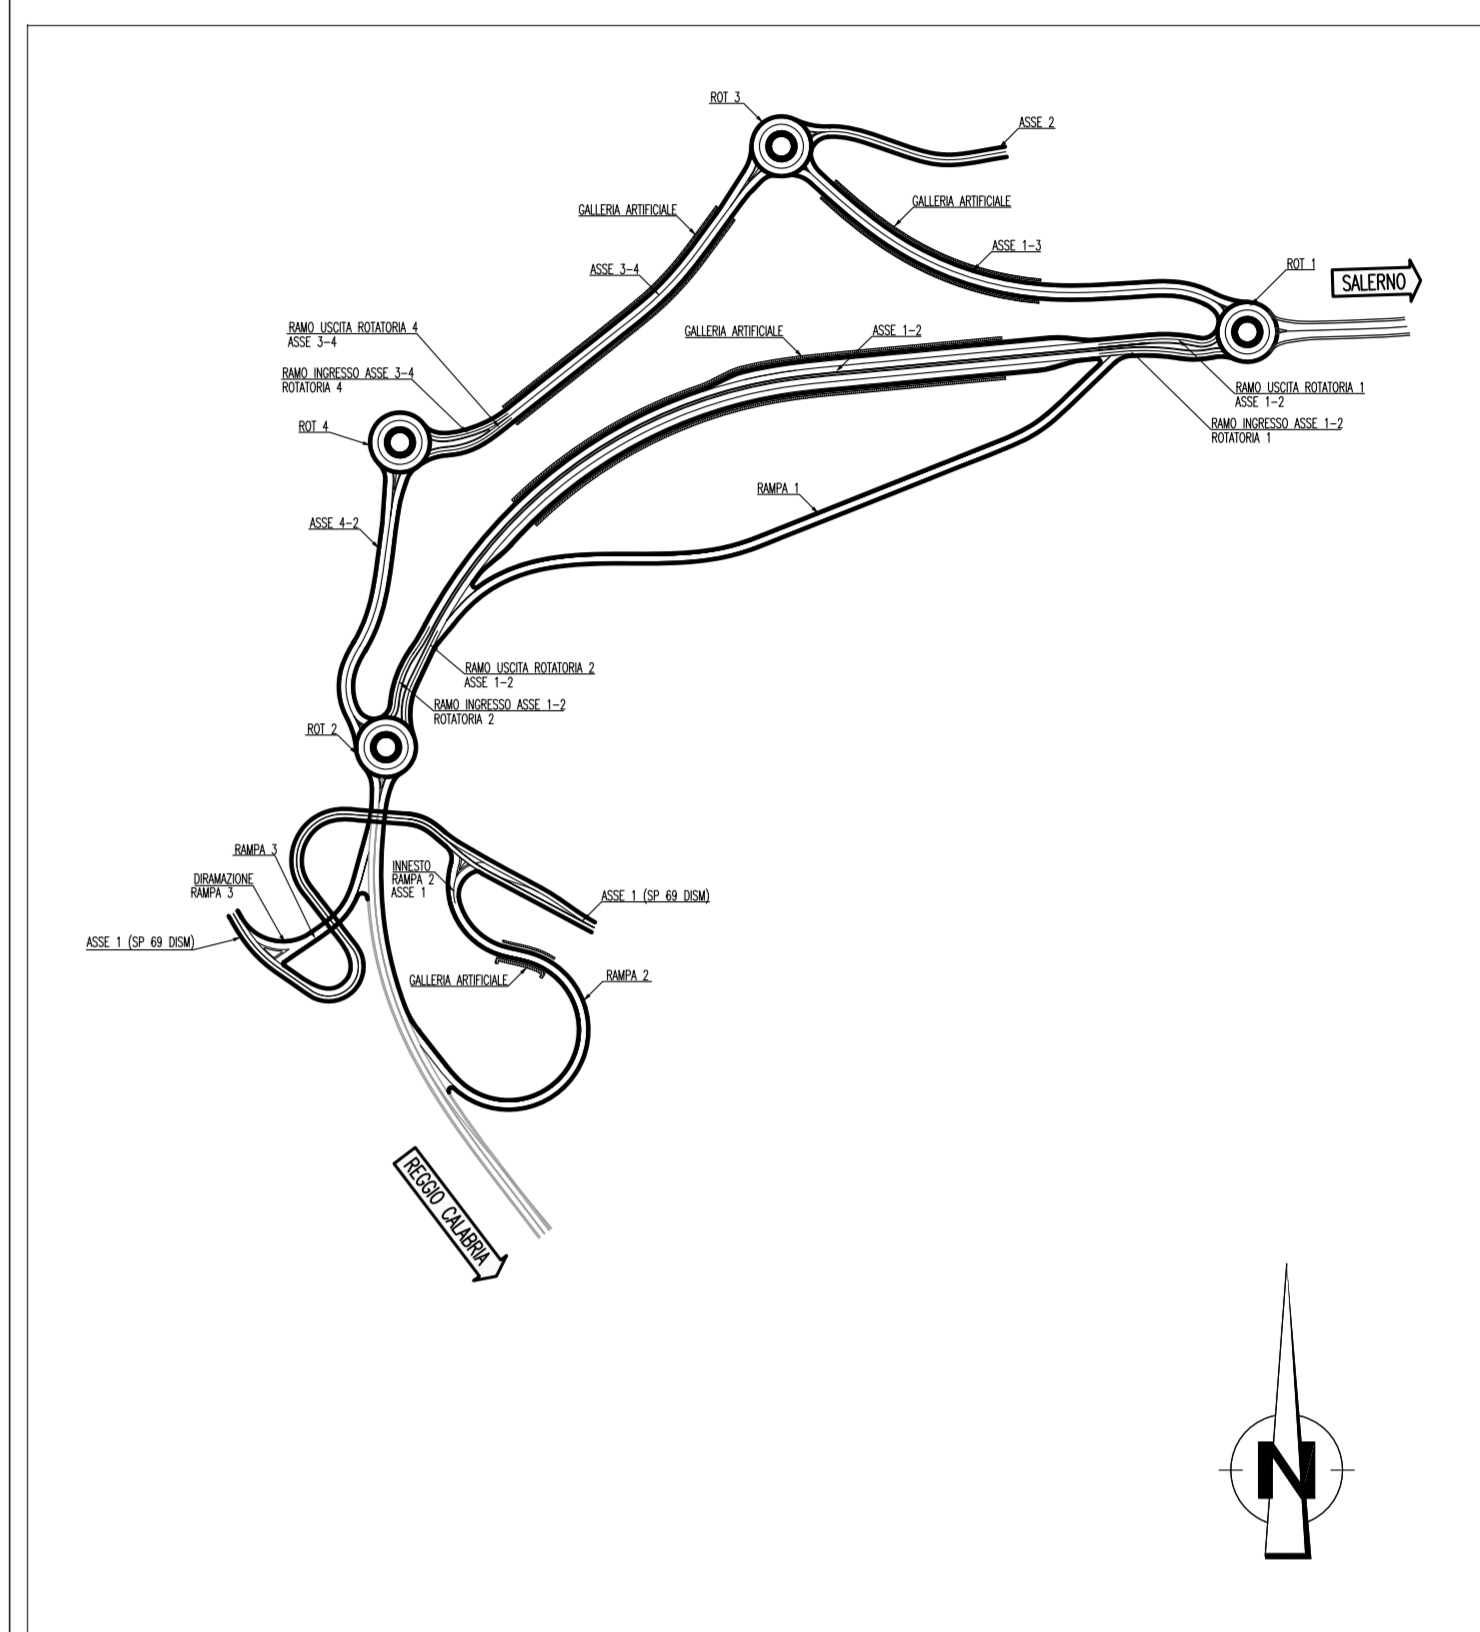 ROT 3
ASSE 2
GALLERIA ARTIFICIALE
GALLERIA ARTIFICIALE
ASSE 1-3
ROT 1
SALERNO
ASSE 3-4
RAMO USCITA ROTATORIA 4
ASSE 3-4
GALLERIA ARTIFICIALE
ASSE 1-2
RAMO INGRESSO ASSE 3-4
ROTATORIA 4
RAMO USCITA ROTATORIA 1
ASSE 1-2
ROT 4
RAMO INGRESSO ASSE 1-2
ROTATORIA 1
RAMPA 1
ASSE 4-2
RAMO USCITA ROTATORIA 2
ASSE 1-2
RAMO INGRESSO ASSE 1-2
ROTATORIA 2
ROT 2
RAMPA 3
INNESTO
RAMPA 2
ASSE 1
DIRAMAZIONE
RAMPA 3
ASSE 1 (SP 69 DISM)
ASSE 1 (SP 69 DISM)
GALLERIA ARTIFICIALE
RAMPA 2
REGGIO CALABRIA
N